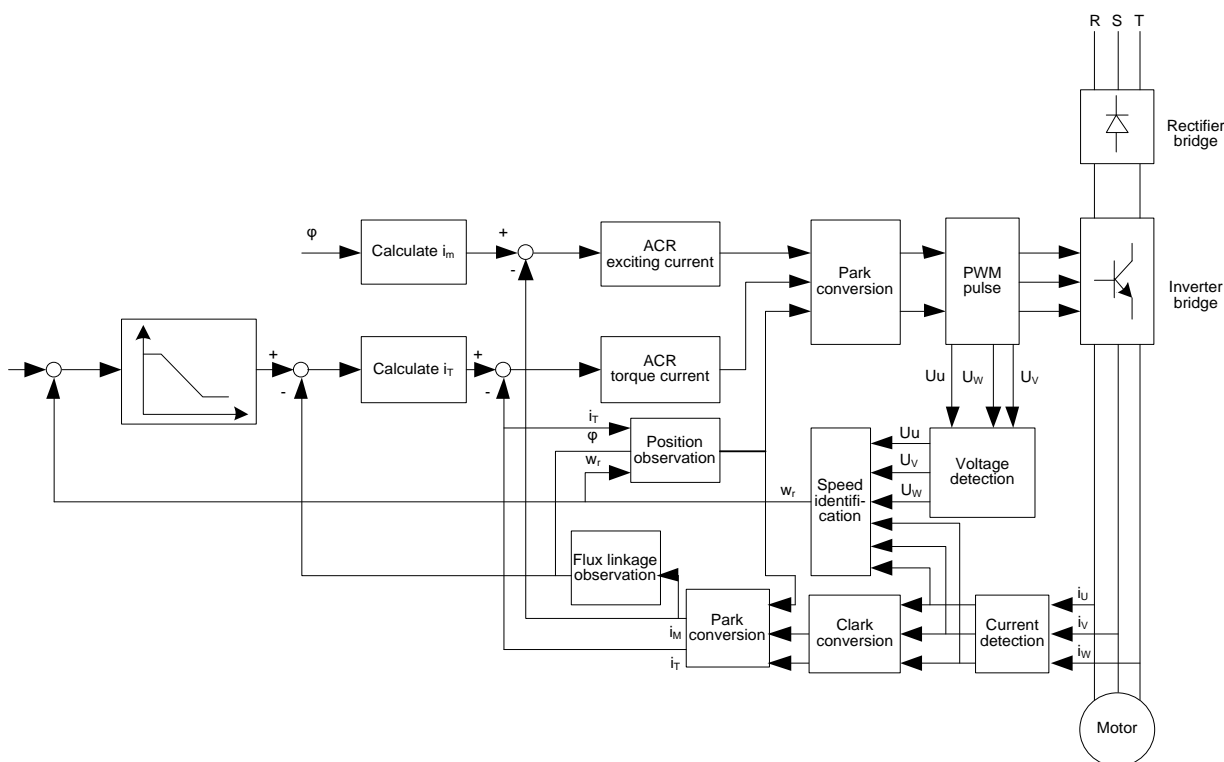 R S T
Rectifier
bridge
φ
Calculate im
+
-
ACR
exciting current
Park
conversion
PWM
pulse
Inverter
bridge
+
-
Calculate iT
+
-
ACR
torque current
Uu UW UV
iT
φ
wr
Position
observation
Uu
UV
UW
Voltage
detection
wr
Speed
identifi-
cation
Flux linkage
observation
iM
iT
Park
conversion
Clark
conversion
Current
detection
iU
iV
iW
Motor